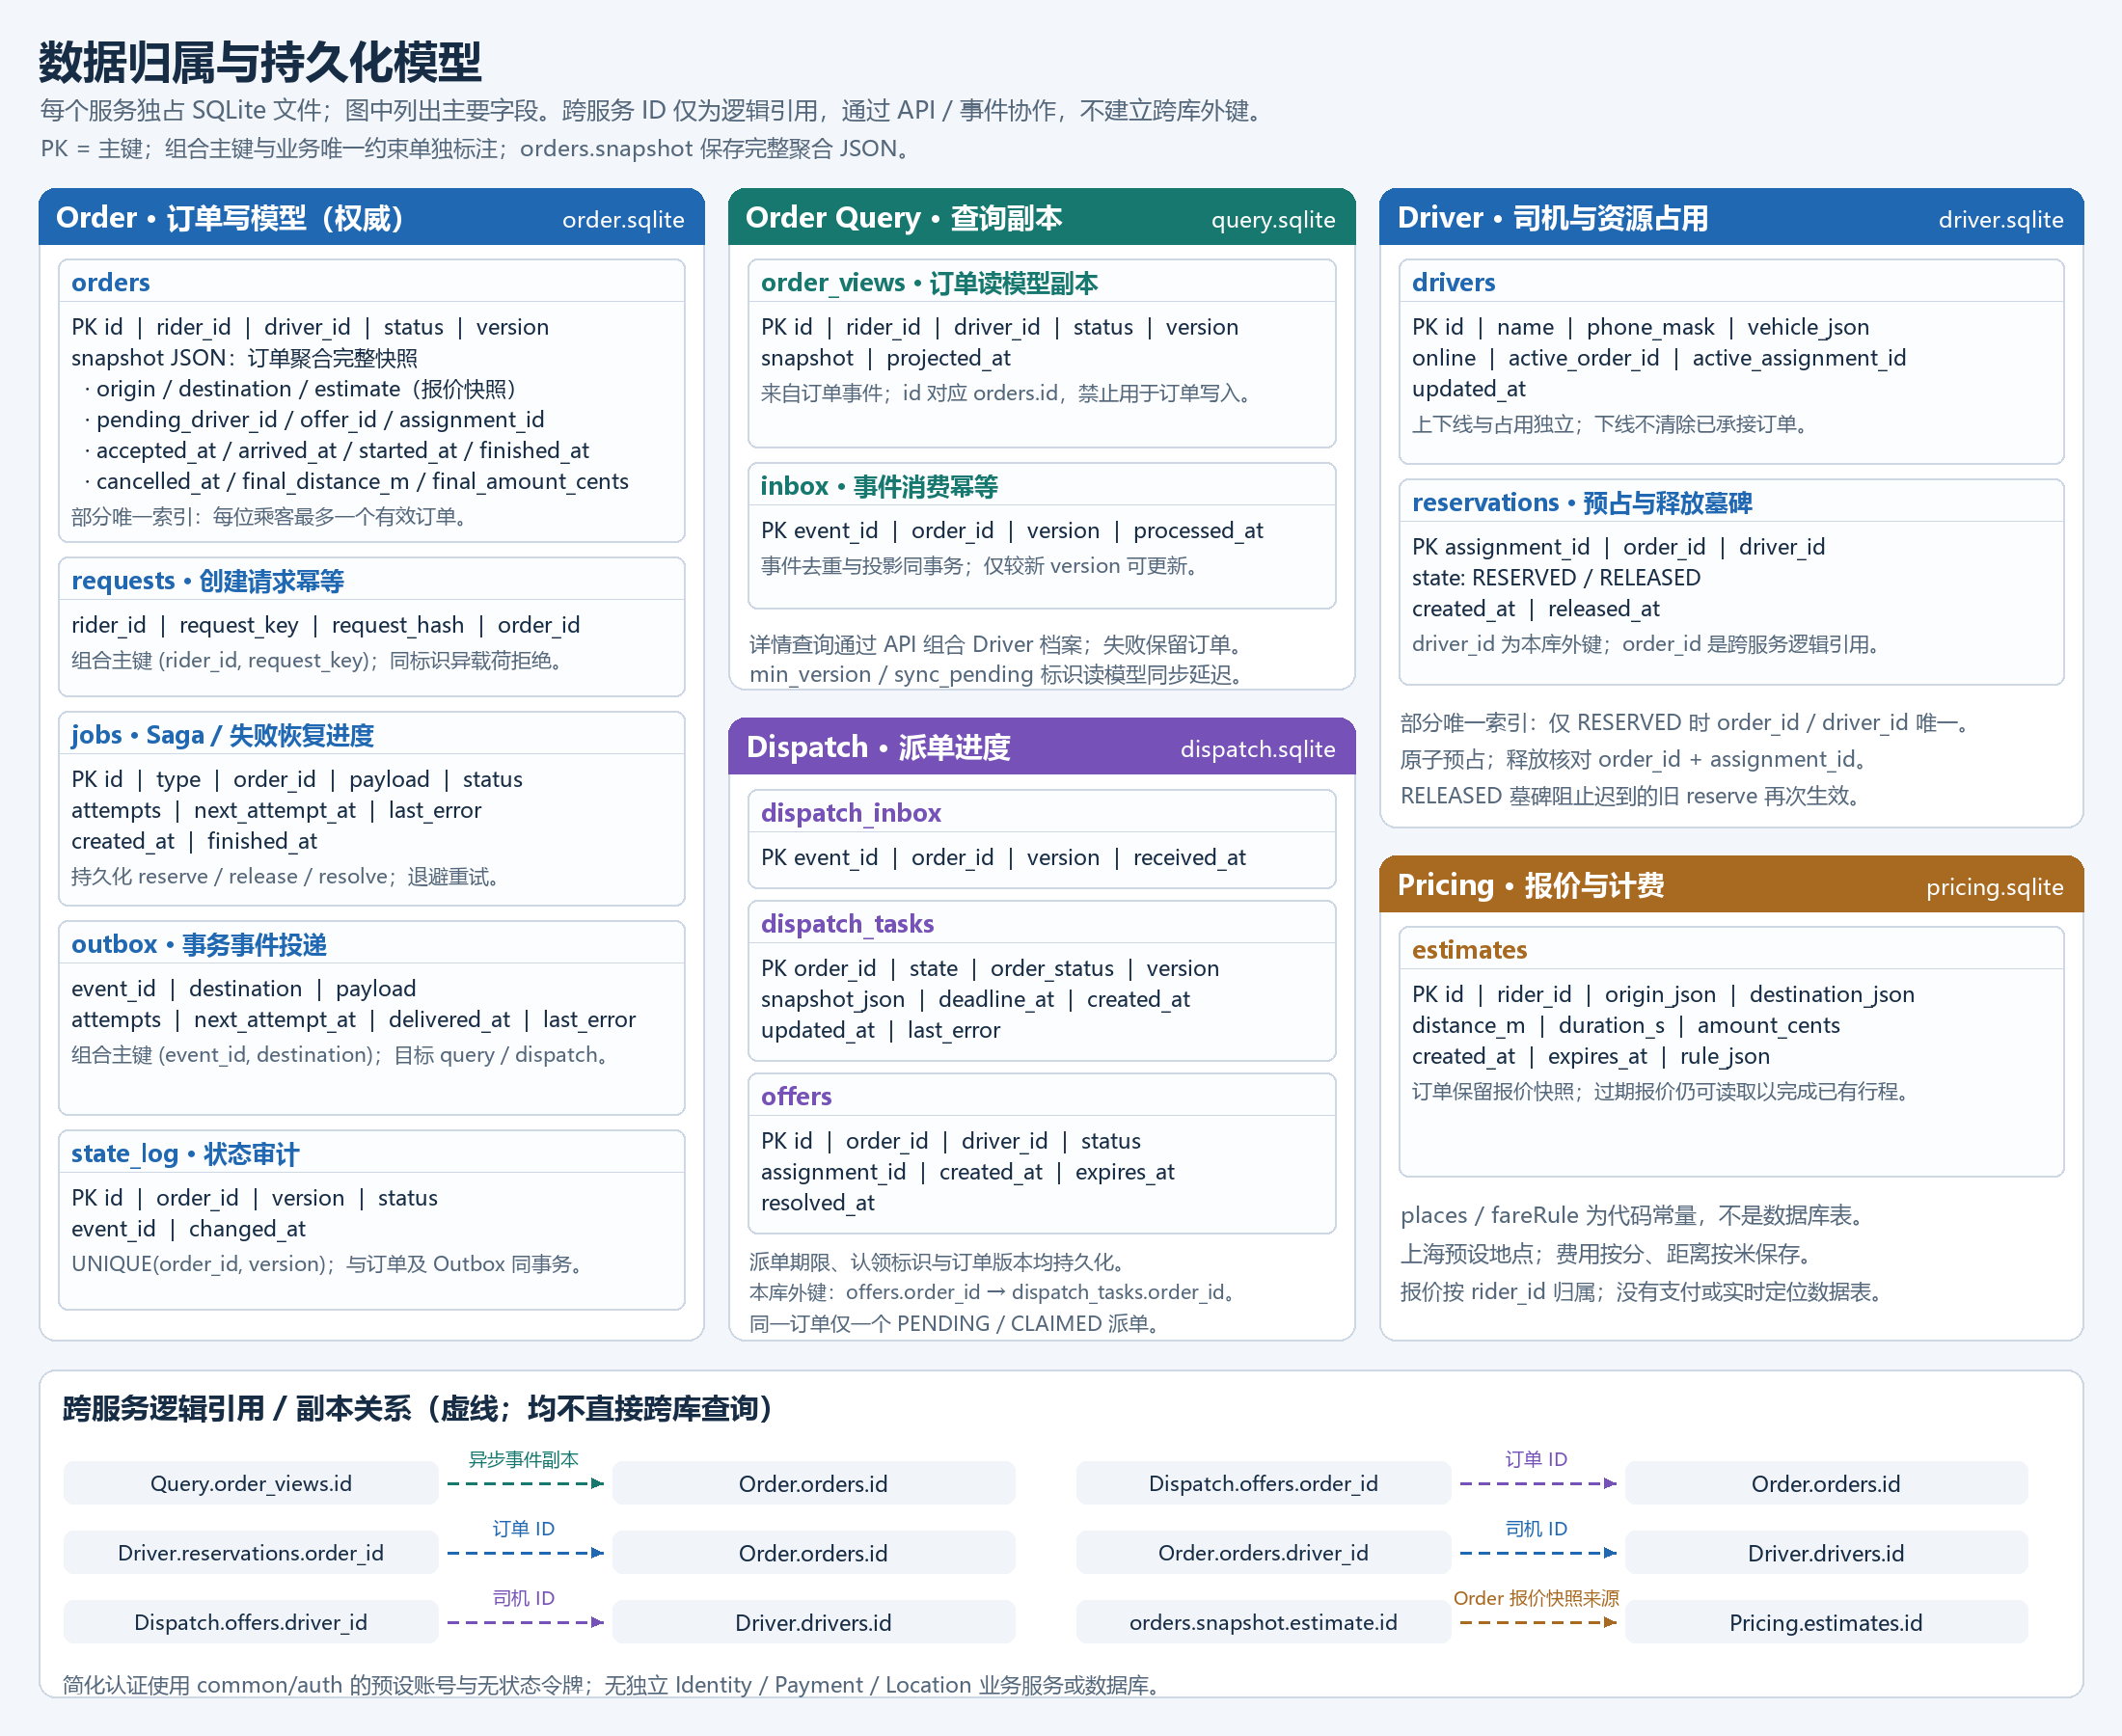 数据归属与持久化模型
每个服务独占 SQLite 文件；图中列出主要字段。跨服务 ID 仅为逻辑引用，通过 API / 事件协作，不建立跨库外键。
PK = 主键；组合主键与业务唯一约束单独标注；orders.snapshot 保存完整聚合 JSON。
Order • 订单写模型（权威）
order.sqlite
orders
PK id | rider_id | driver_id | status | version
snapshot JSON：订单聚合完整快照
· origin / destination / estimate（报价快照）
· pending_driver_id / offer_id / assignment_id
· accepted_at / arrived_at / started_at / finished_at
· cancelled_at / final_distance_m / final_amount_cents
部分唯一索引：每位乘客最多一个有效订单。
requests • 创建请求幂等
rider_id | request_key | request_hash | order_id
组合主键 (rider_id, request_key)；同标识异载荷拒绝。
jobs • Saga / 失败恢复进度
PK id | type | order_id | payload | status
attempts | next_attempt_at | last_error
created_at | finished_at
持久化 reserve / release / resolve；退避重试。
outbox • 事务事件投递
event_id | destination | payload
attempts | next_attempt_at | delivered_at | last_error
组合主键 (event_id, destination)；目标 query / dispatch。
state_log • 状态审计
PK id | order_id | version | status
event_id | changed_at
UNIQUE(order_id, version)；与订单及 Outbox 同事务。
Order Query • 查询副本
query.sqlite
order_views • 订单读模型副本
PK id | rider_id | driver_id | status | version
snapshot | projected_at
来自订单事件；id 对应 orders.id，禁止用于订单写入。
inbox • 事件消费幂等
PK event_id | order_id | version | processed_at
事件去重与投影同事务；仅较新 version 可更新。
详情查询通过 API 组合 Driver 档案；失败保留订单。
min_version / sync_pending 标识读模型同步延迟。
Dispatch • 派单进度
dispatch.sqlite
dispatch_inbox
PK event_id | order_id | version | received_at
dispatch_tasks
PK order_id | state | order_status | version
snapshot_json | deadline_at | created_at
updated_at | last_error
offers
PK id | order_id | driver_id | status
assignment_id | created_at | expires_at
resolved_at
派单期限、认领标识与订单版本均持久化。
本库外键：offers.order_id → dispatch_tasks.order_id。
同一订单仅一个 PENDING / CLAIMED 派单。
Driver • 司机与资源占用
driver.sqlite
drivers
PK id | name | phone_mask | vehicle_json
online | active_order_id | active_assignment_id
updated_at
上下线与占用独立；下线不清除已承接订单。
reservations • 预占与释放墓碑
PK assignment_id | order_id | driver_id
state: RESERVED / RELEASED
created_at | released_at
driver_id 为本库外键；order_id 是跨服务逻辑引用。
部分唯一索引：仅 RESERVED 时 order_id / driver_id 唯一。
原子预占；释放核对 order_id + assignment_id。
RELEASED 墓碑阻止迟到的旧 reserve 再次生效。
Pricing • 报价与计费
pricing.sqlite
estimates
PK id | rider_id | origin_json | destination_json
distance_m | duration_s | amount_cents
created_at | expires_at | rule_json
订单保留报价快照；过期报价仍可读取以完成已有行程。
places / fareRule 为代码常量，不是数据库表。
上海预设地点；费用按分、距离按米保存。
报价按 rider_id 归属；没有支付或实时定位数据表。
跨服务逻辑引用 / 副本关系（虚线；均不直接跨库查询）
Query.order_views.id
异步事件副本
Order.orders.id
Dispatch.offers.order_id
订单 ID
Order.orders.id
Driver.reservations.order_id
订单 ID
Order.orders.id
Order.orders.driver_id
司机 ID
Driver.drivers.id
Dispatch.offers.driver_id
司机 ID
Driver.drivers.id
orders.snapshot.estimate.id
Order 报价快照来源
Pricing.estimates.id
简化认证使用 common/auth 的预设账号与无状态令牌；无独立 Identity / Payment / Location 业务服务或数据库。